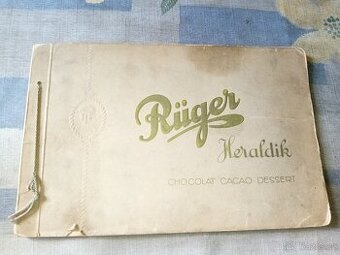 Rüger
Heraldik
CHOCOLAT CACAO DESSERT